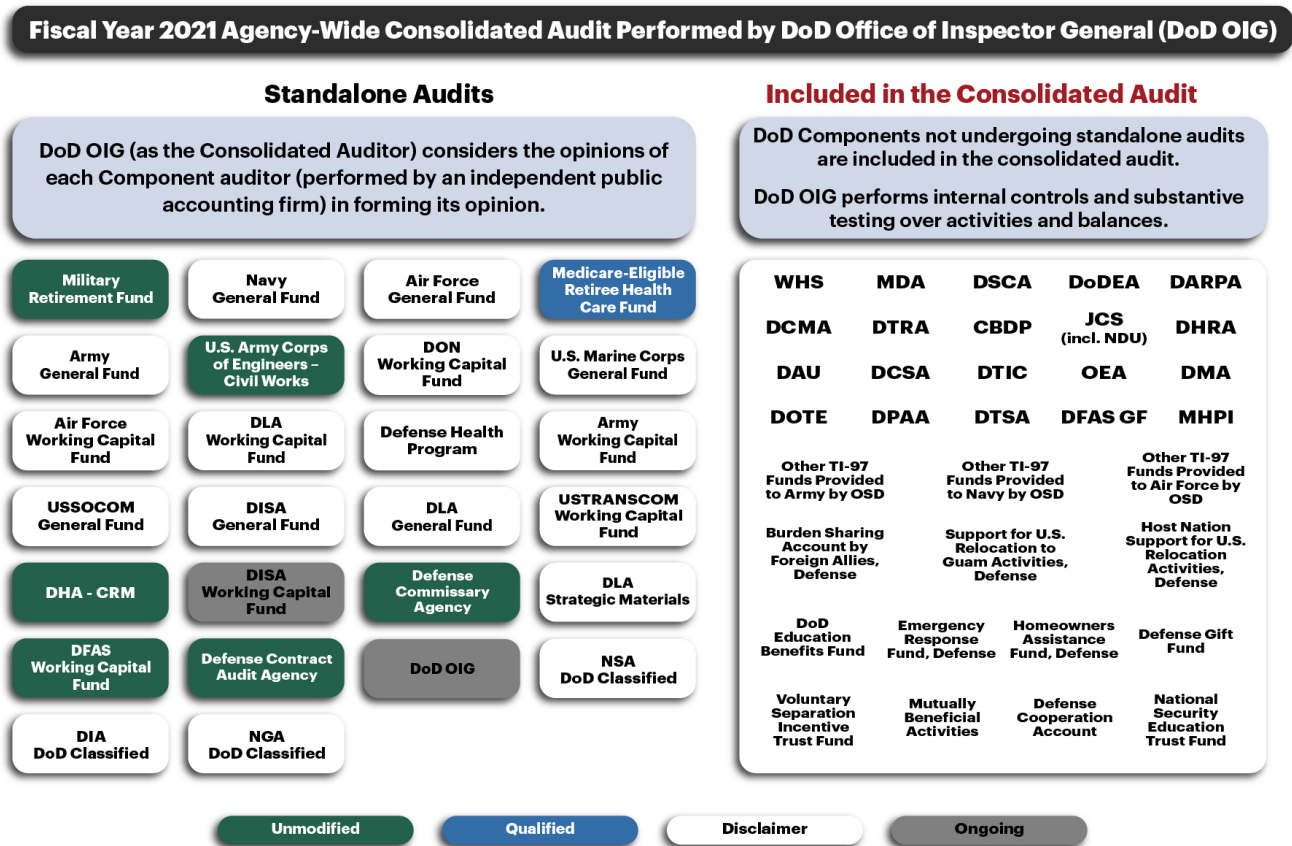 Fiscal Year 2021 Agency-Wide Consolidated Audit Performed by DoD Office of Inspector General (DoD OIG)
Standalone Audits
DoD OIG (as the Consolidated Auditor) considers the opinions of
each Component auditor (performed by an independent public
accounting firm) in forming its opinion.
Military
Retirement Fund
Navy
General Fund
Air Force
General Fund
Medicare-Eligible
Retiree Health
Care Fund
Army
General Fund
U.S. Army Corps
of Engineers –
Civil Works
DON
Working Capital
Fund
U.S. Marine Corps
General Fund
Air Force
Working Capital
Fund
DLA
Working Capital
Fund
Defense Health
Program
Army
Working Capital
Fund
USSOCOM
General Fund
DISA
General Fund
DLA
General Fund
USTRANSCOM
Working Capital
Fund
DHA - CRM
DISA
Working Capital
Fund
Defense
Commissary
Agency
DLA
Strategic Materials
DFAS
Working Capital
Fund
Defense Contract
Audit Agency
DoD OIG
NSA
DoD Classified
DIA
DoD Classified
NGA
DoD Classified
Included in the Consolidated Audit
DoD Components not undergoing standalone audits
are included in the consolidated audit.
DoD OIG performs internal controls and substantive
testing over activities and balances.
WHS
MDA
DSCA
DoDEA
DARPA
DCMA
DTRA
CBDP
JCS
(incl. NDU)
DHRA
DAU
DCSA
DTIC
OEA
DMA
DOTE
DPAA
DTSA
DFAS GF
MHPI
Other TI-97
Funds Provided
to Army by OSD
Other TI-97
Funds Provided
to Navy by OSD
Other TI-97
Funds Provided
to Air Force by
OSD
Burden Sharing
Account by
Foreign Allies,
Defense
Support for U.S.
Relocation to
Guam Activities,
Defense
Host Nation
Support for U.S.
Relocation
Activities,
Defense
DoD
Education
Benefits Fund
Emergency
Response
Fund, Defense
Homeowners
Assistance
Fund, Defense
Defense Gift
Fund
Voluntary
Separation
Incentive
Trust Fund
Mutually
Beneficial
Activities
Defense
Cooperation
Account
National
Security
Education
Trust Fund
Unmodified
Qualified
Disclaimer
Ongoing